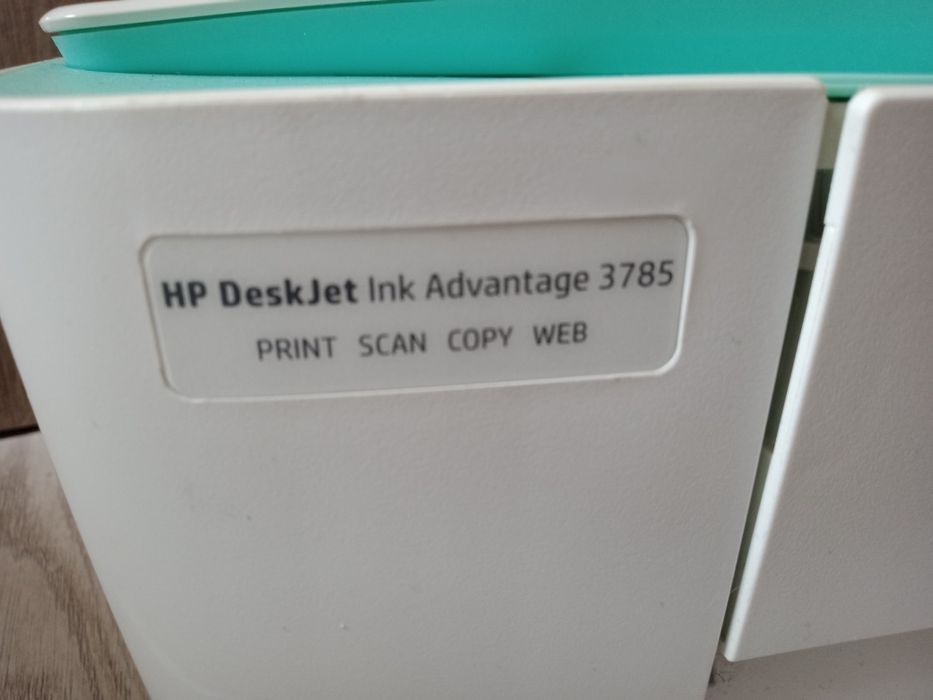 HP DeskJet Ink Advantage 3785
PRINT SCAN COPY WEB